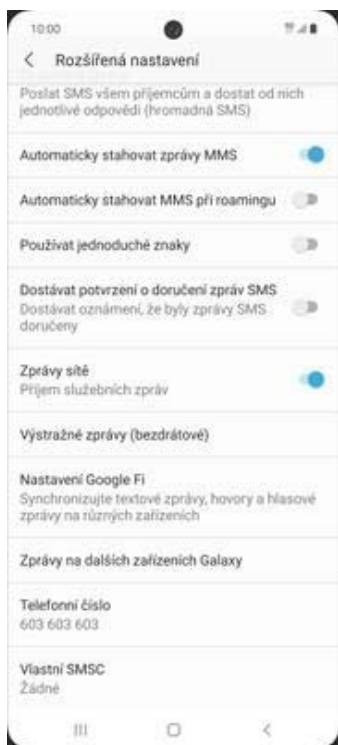 10:00
Rozšířená nastavení
Poslat SMS všem příjemcům a dostat od nich
jednotlivé odpovědi (hromadná SMS)
Automaticky stahovat zprávy MMS
Automaticky stahovat MMS při roamingu
Používat jednoduché znaky
Dostávat potvrzení o doručení zpráv SMS
Dostávat oznámení, že byly zprávy SMS
doručeny
Zprávy sítě
Příjem služebních zpráv
Výstražné zprávy (bezdrátové)
Nastavení Google Fi
Synchronizujte textové zprávy, hovory a hlasové
zprávy na různých zařízeních
Zprávy na dalších zařízeních Galaxy
Telefonní číslo
603 603 603
Vlastní SMSC
Žádné